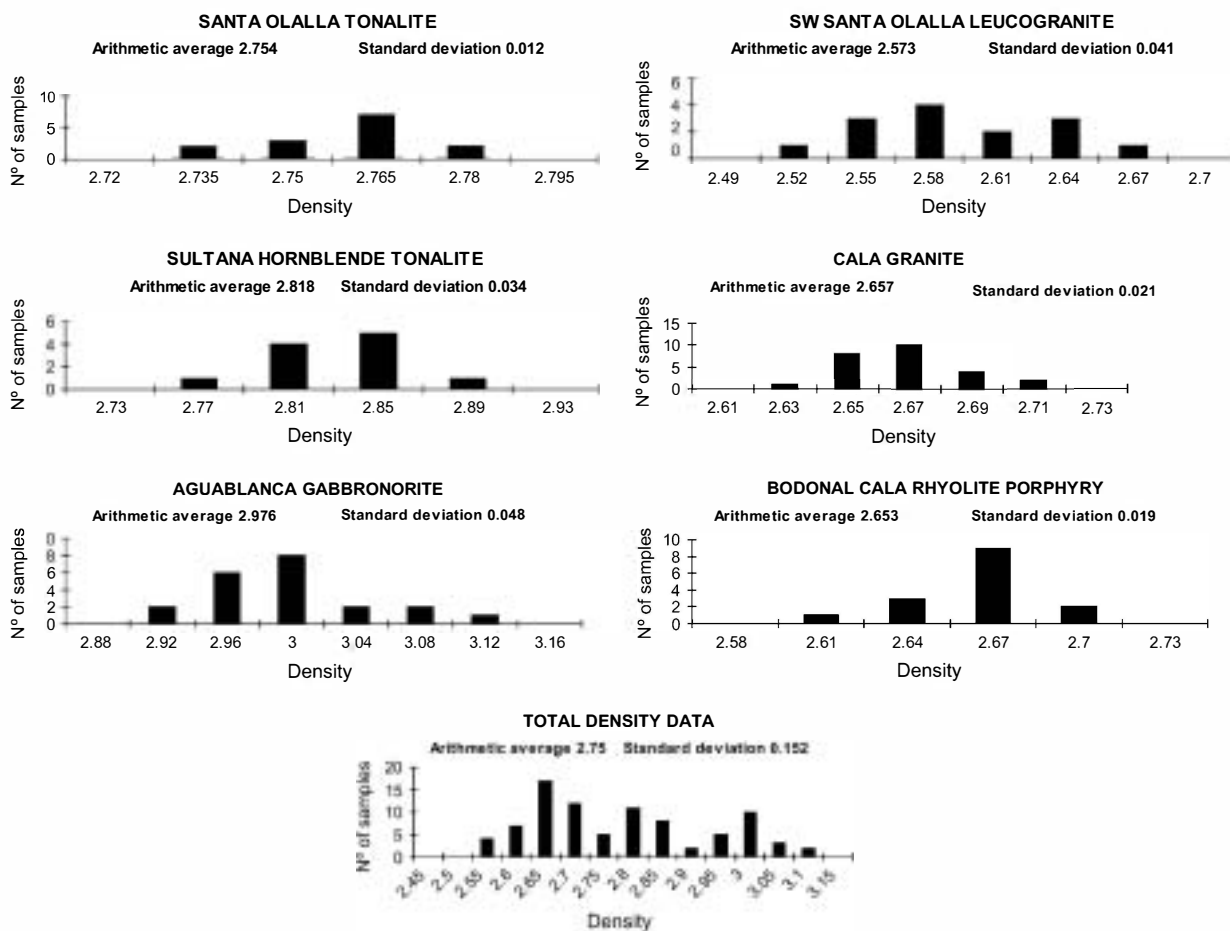 SANTA OLALLA TONALITE
Arithmetic average 2.754 Standard deviation 0.012
Nº of samples
10
5
0
2.72 2.735 2.75 2.765 2.78 2.795
Density
SW SANTA OLALLA LEUCOGRANITE
Arithmetic average 2.573 Standard deviation 0.041
Nº of samples
6
4
2
0
2.49 2.52 2.55 2.58 2.61 2.64 2.67 2.7
Density
SULTANA HORNBLENDE TONALITE
Arithmetic average 2.818 Standard deviation 0.034
Nº of samples
6
4
2
0
2.73 2.77 2.81 2.85 2.89 2.93
Density
CALA GRANITE
Arithmetic average 2.657 Standard deviation 0.021
Nº of samples
15
10
5
0
2.61 2.63 2.65 2.67 2.69 2.71 2.73
Density
AGUABLANCA GABBRONORITE
Arithmetic average 2.976 Standard deviation 0.048
Nº of samples
0
8
6
4
2
0
2.88 2.92 2.96 3 3.04 3.08 3.12 3.16
Density
BODONAL CALA RHYOLITE PORPHYRY
Arithmetic average 2.653 Standard deviation 0.019
Nº of samples
10
8
6
4
2
0
2.58 2.61 2.64 2.67 2.7 2.73
Density
TOTAL DENSITY DATA
Arithmetic average 2.75 Standard deviation 0.152
Nº of samples
20
15
10
5
0
2.45 2.5 2.55 2.6 2.65 2.7 2.75 2.8 2.85 2.9 2.95 3 3.05 3.1 3.15
Density